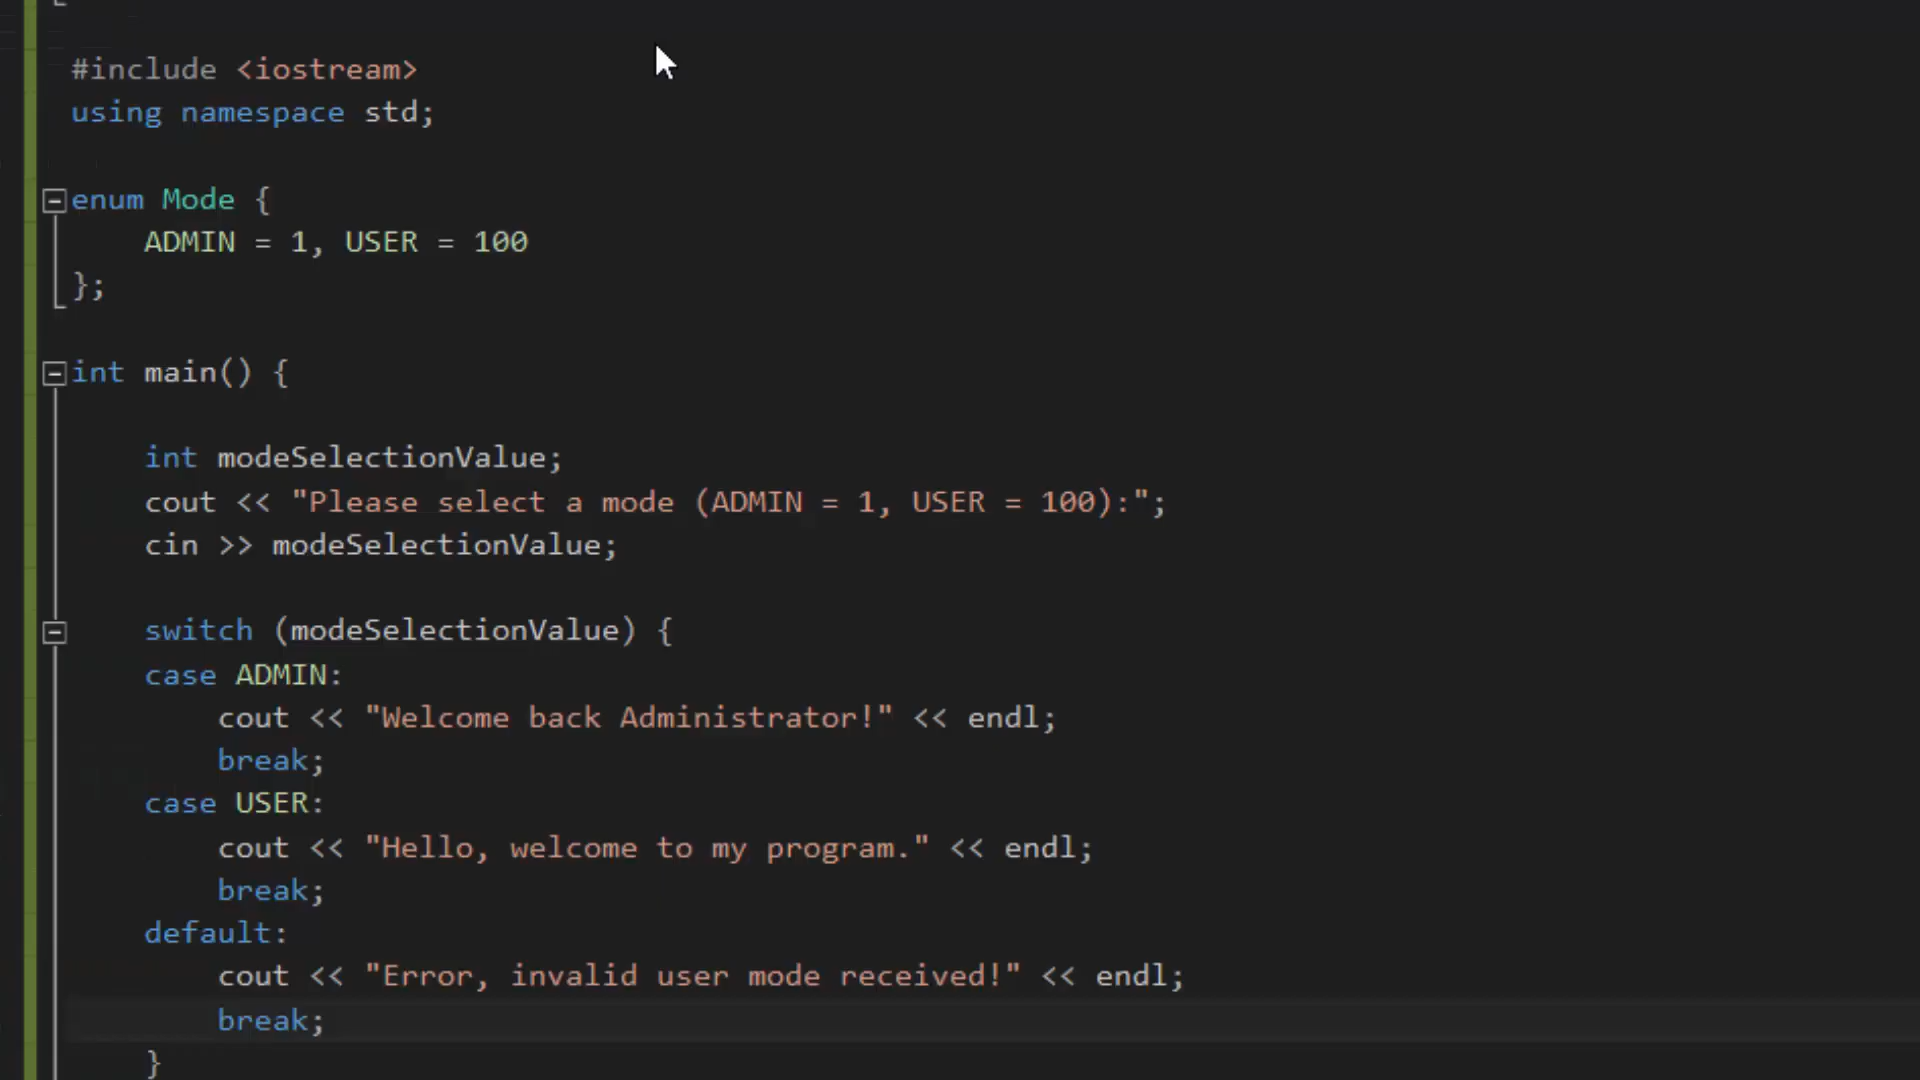 #include <iostream>
using namespace std;
enum Mode {
ADMIN = 1, USER = 100
};
int main() {
int modeSelectionValue;
cout << "Please select a mode (ADMIN = 1, USER = 100):";
cin >> modeSelectionValue;
switch (modeSelectionValue) {
case ADMIN:
cout << "Welcome back Administrator!" << endl;
break;
case USER:
cout << "Hello, welcome to my program." << endl;
break;
default:
cout << "Error, invalid user mode received!" << endl;
break;
}